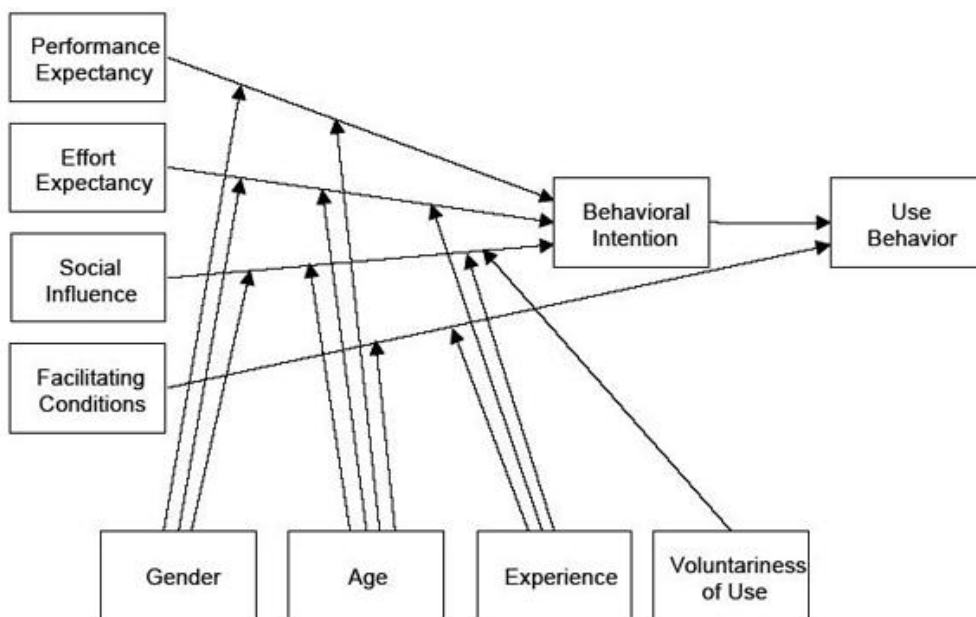 Performance
Expectancy
Effort
Expectancy
Social
Influence
Facilitating
Conditions
Behavioral
Intention
Use
Behavior
Gender
Age
Experience
Voluntariness
of Use